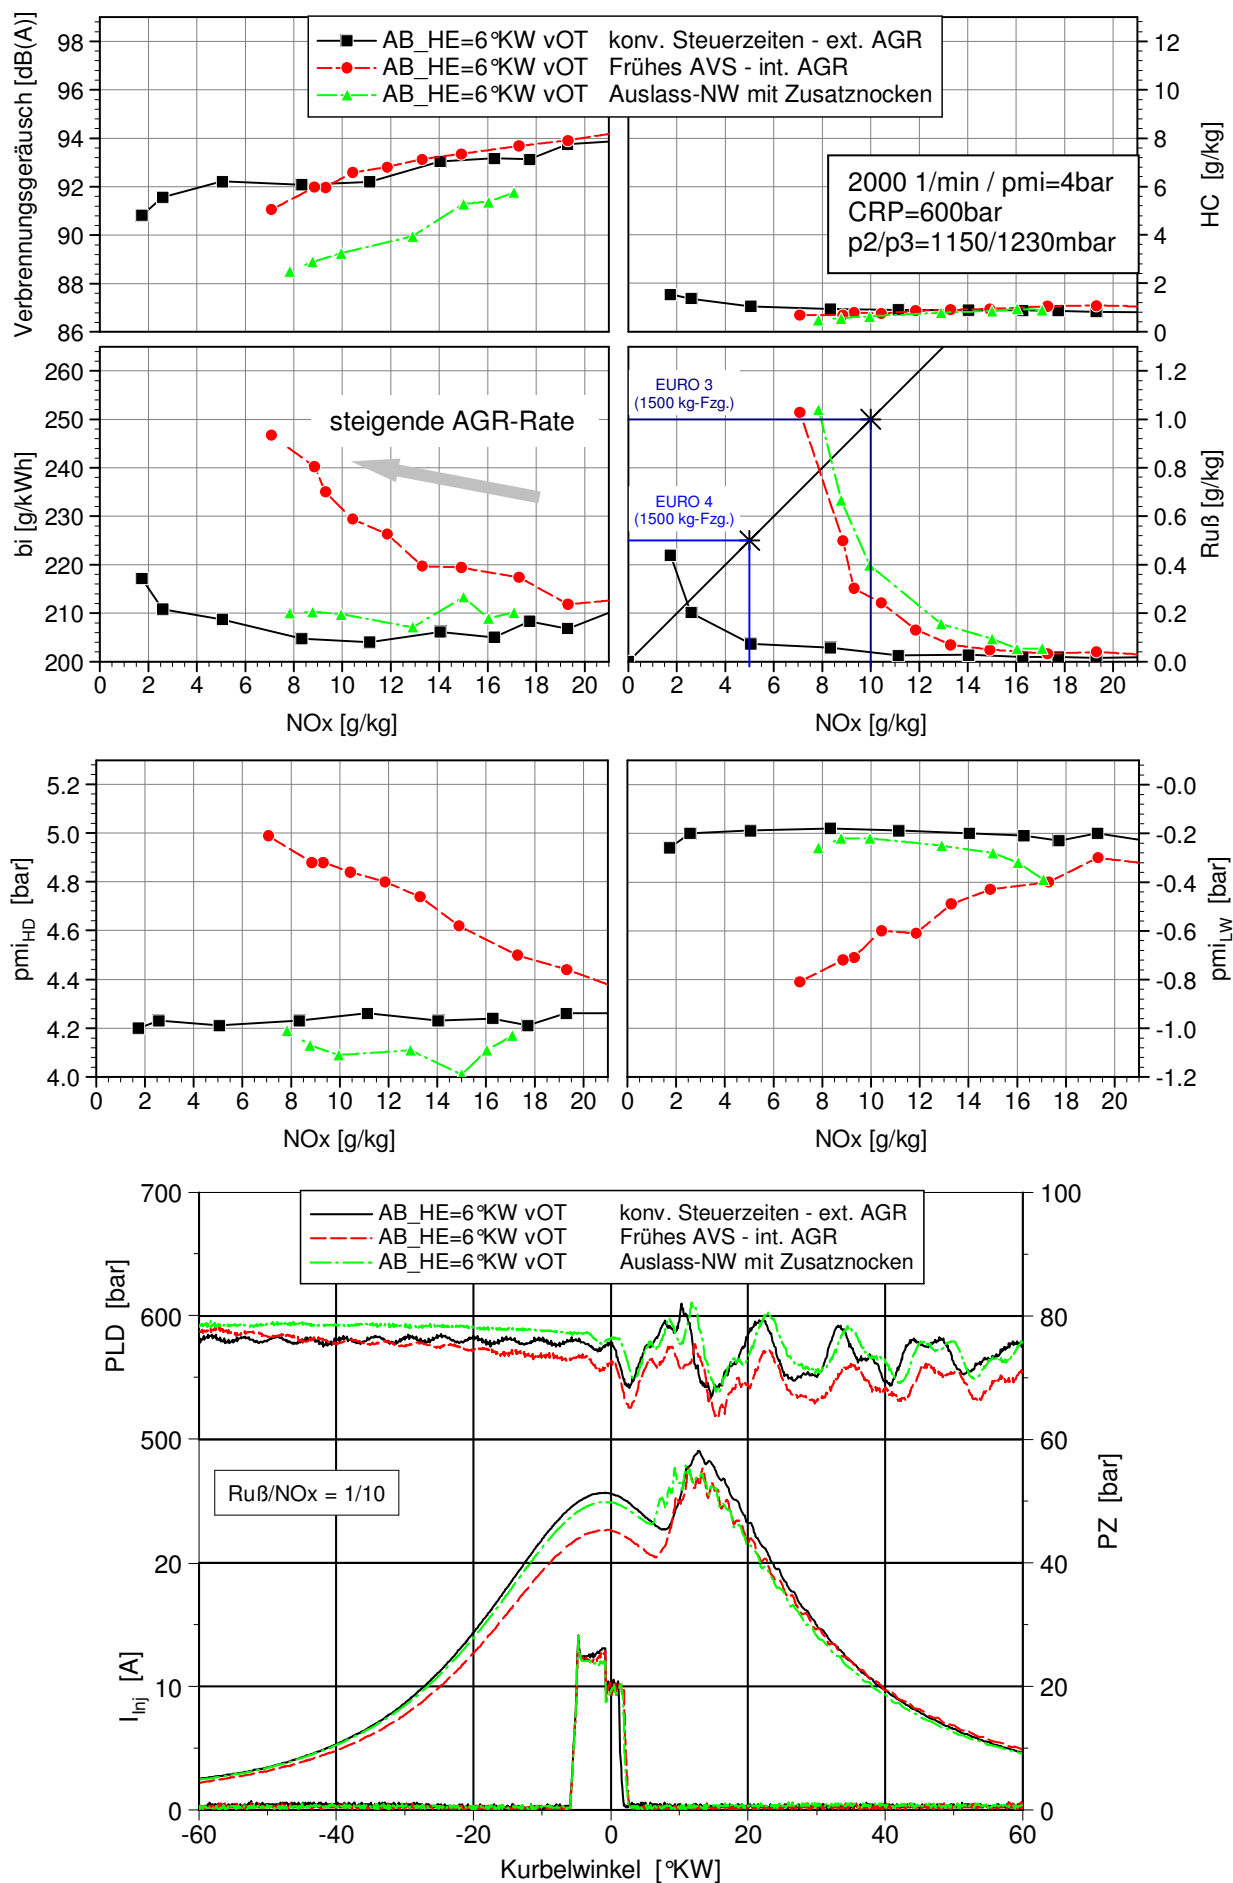 AB_HE=6°KW vOT konv. Steuerzeiten - ext. AGR
AB_HE=6°KW vOT Frühes AVS - int. AGR
AB_HE=6°KW vOT Auslass-NW mit Zusatznocken
Verbrennungsgeräusch [dB(A)]
98
96
94
92
90
88
86
12
10
8
6
4
2
0
HC [g/kg]
2000 1/min / pmi=4bar
CRP=600bar
p2/p3=1150/1230mbar
bi [g/kWh]
260
250
240
230
220
210
200
steigende AGR-Rate
0 2 4 6 8 10 12 14 16 18 20
NOx [g/kg]
EURO 3
(1500 kg-Fzg.)
EURO 4
(1500 kg-Fzg.)
1.2
1.0
0.8
0.6
0.4
0.2
0.0
Ruß [g/kg]
0 2 4 6 8 10 12 14 16 18 20
NOx [g/kg]
pmiHD [bar]
5.2
5.0
4.8
4.6
4.4
4.2
4.0
0 2 4 6 8 10 12 14 16 18 20
NOx [g/kg]
-0.0
-0.2
-0.4
-0.6
-0.8
-1.0
-1.2
pmiLW [bar]
0 2 4 6 8 10 12 14 16 18 20
NOx [g/kg]
AB_HE=6°KW vOT konv. Steuerzeiten - ext. AGR
AB_HE=6°KW vOT Frühes AVS - int. AGR
AB_HE=6°KW vOT Auslass-NW mit Zusatznocken
PLD [bar]
700
600
500
IInj [A]
20
10
0
Ruß/NOx = 1/10
100
80
60
40
20
0
PZ [bar]
-60 -40 -20 0 20 40 60
Kurbelwinkel [°KW]